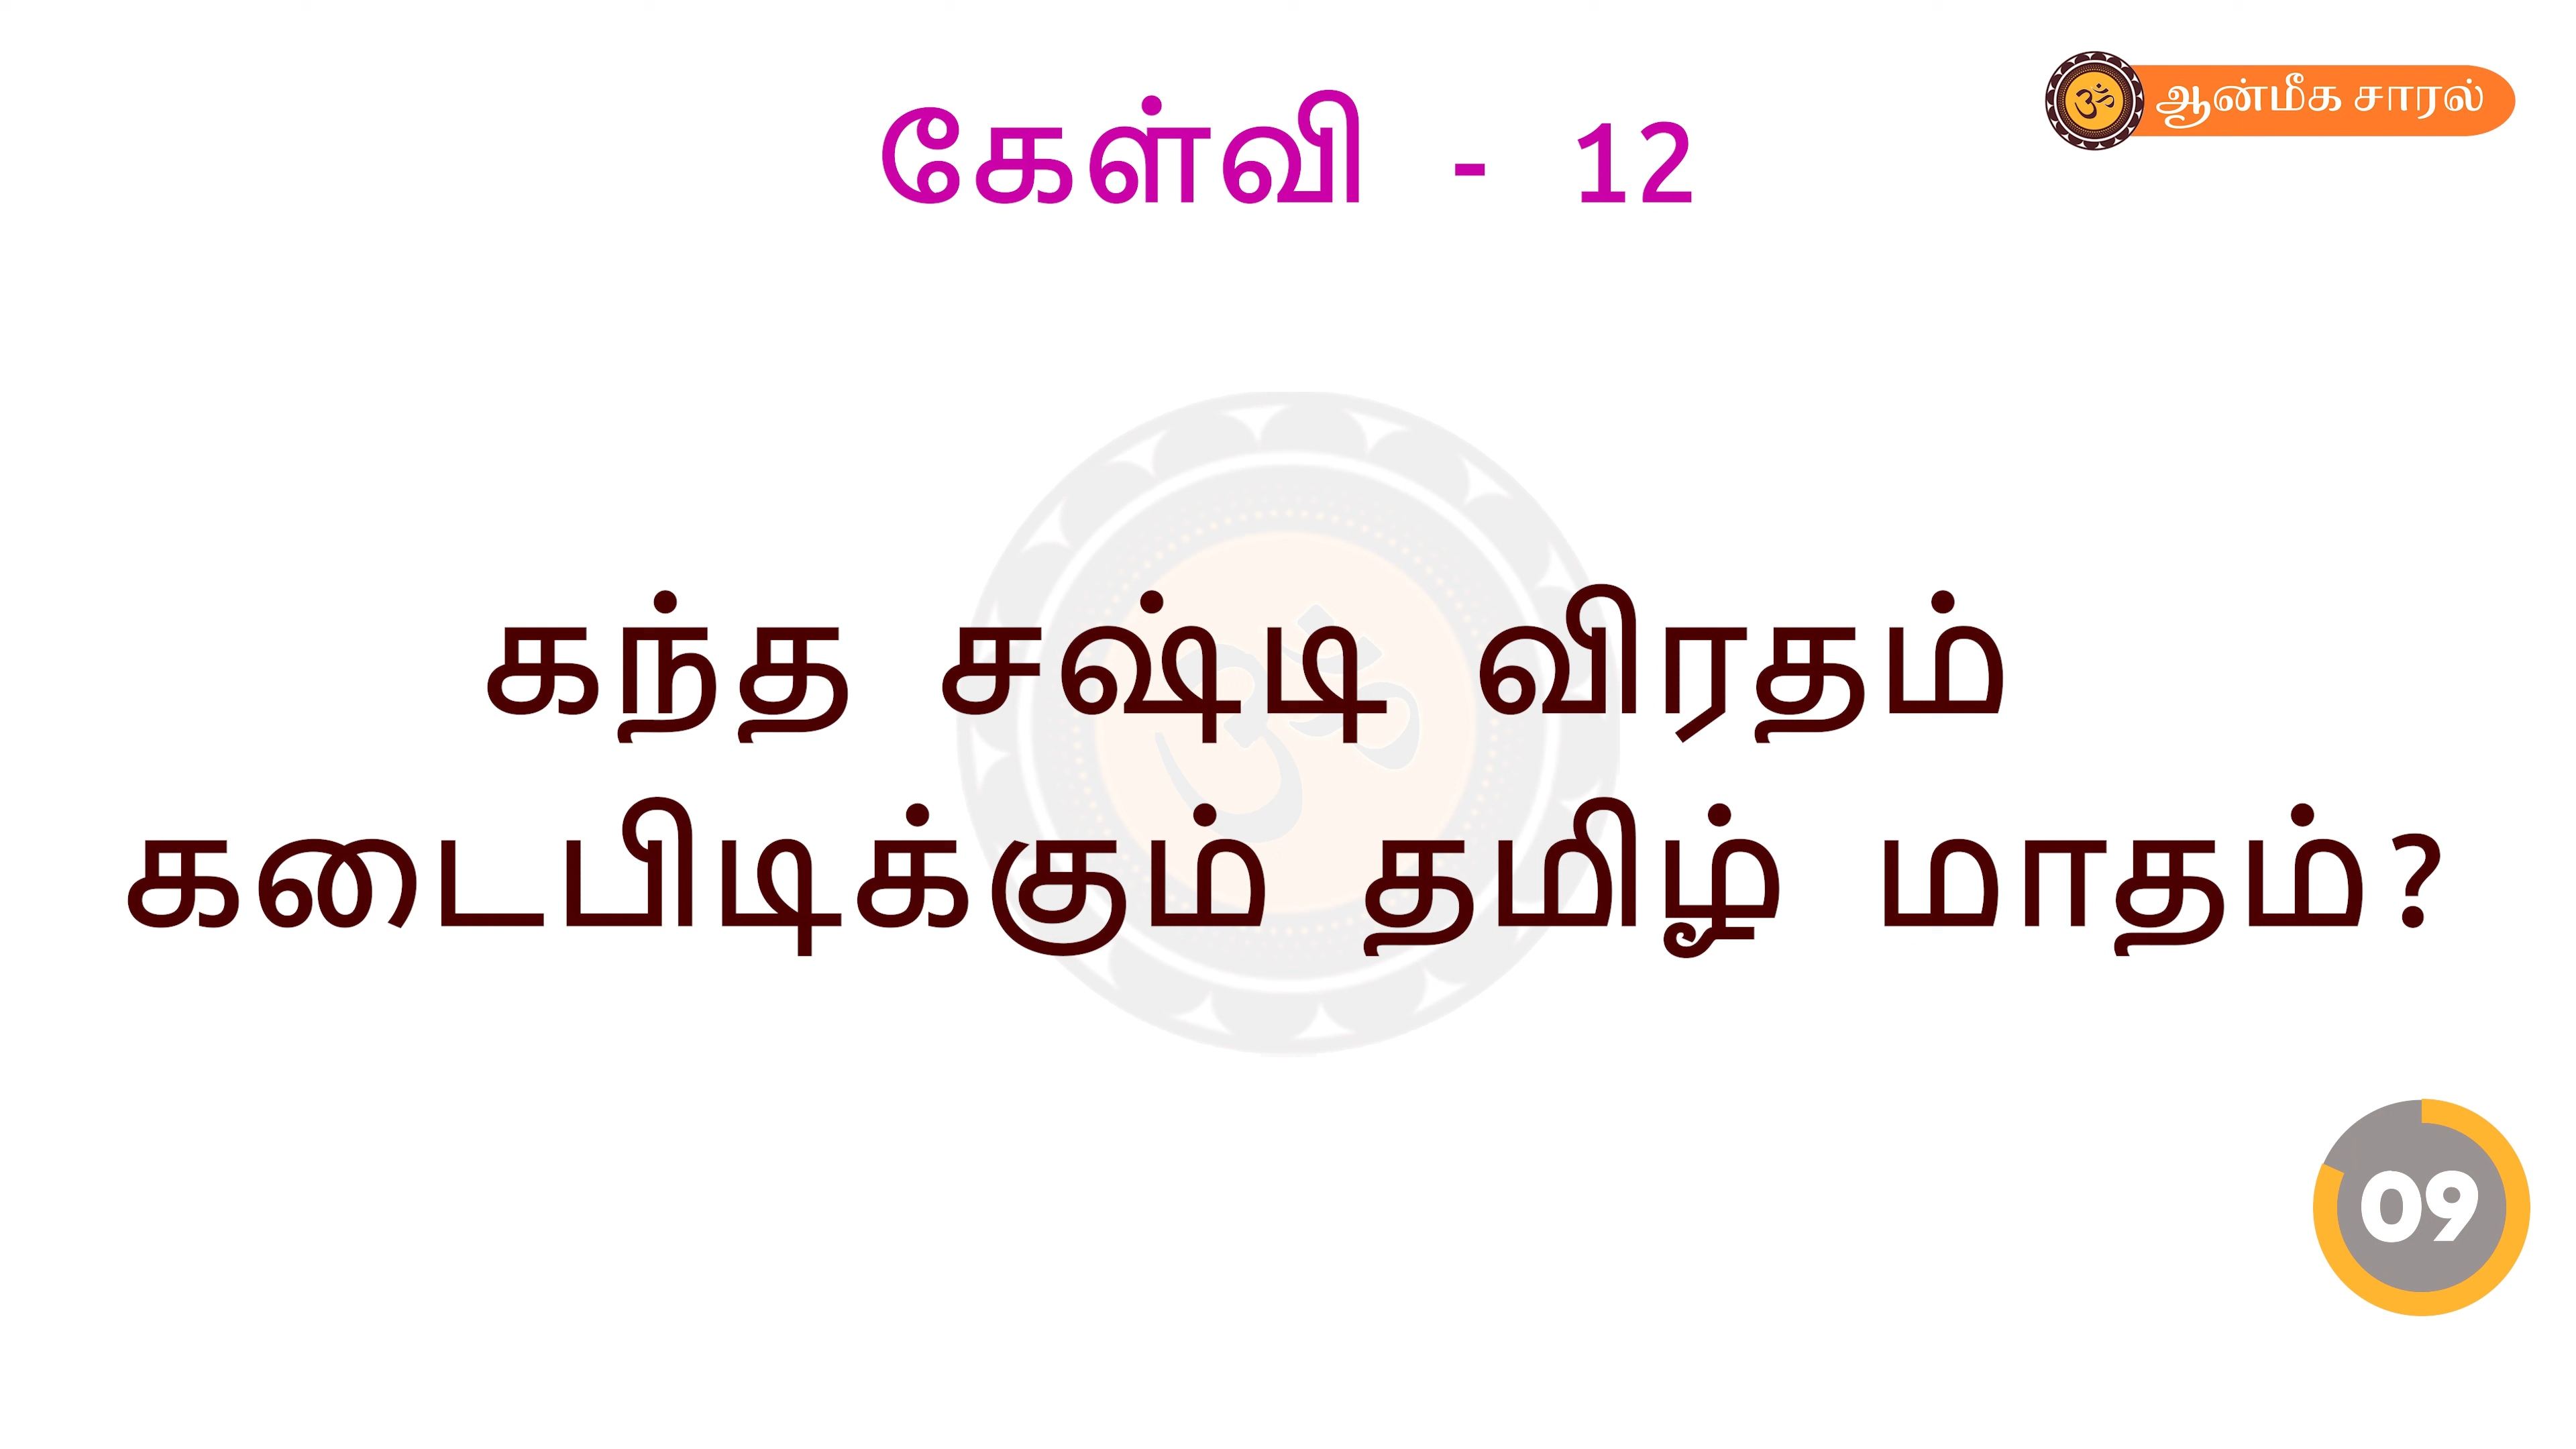 ஆன்மீக சாரல்
கேள்வி - 12
கந்த சஷ்டி விரதம்
கடைபிடிக்கும் தமிழ் மாதம்?
09